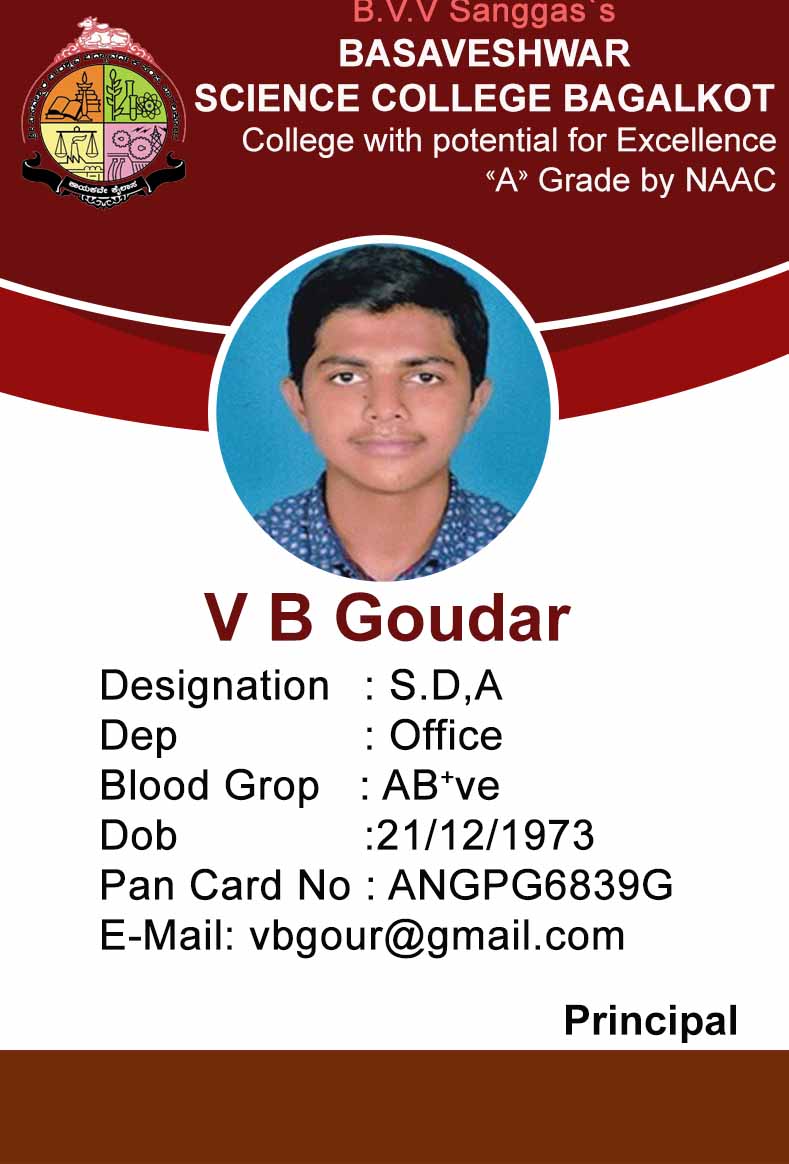 B.V.V Sanggas`s
BASAVESHWAR
SCIENCE COLLEGE BAGALKOT
College with potential for Excellence
“A” Grade by NAAC
ಕಾಯಕವೇ ಕೈಲಾಸ
V B Goudar
Designation : S.D,A
Dep : Office
Blood Grop : AB⁺ve
Dob :21/12/1973
Pan Card No : ANGPG6839G
E-Mail: vbgour@gmail.com
Principal